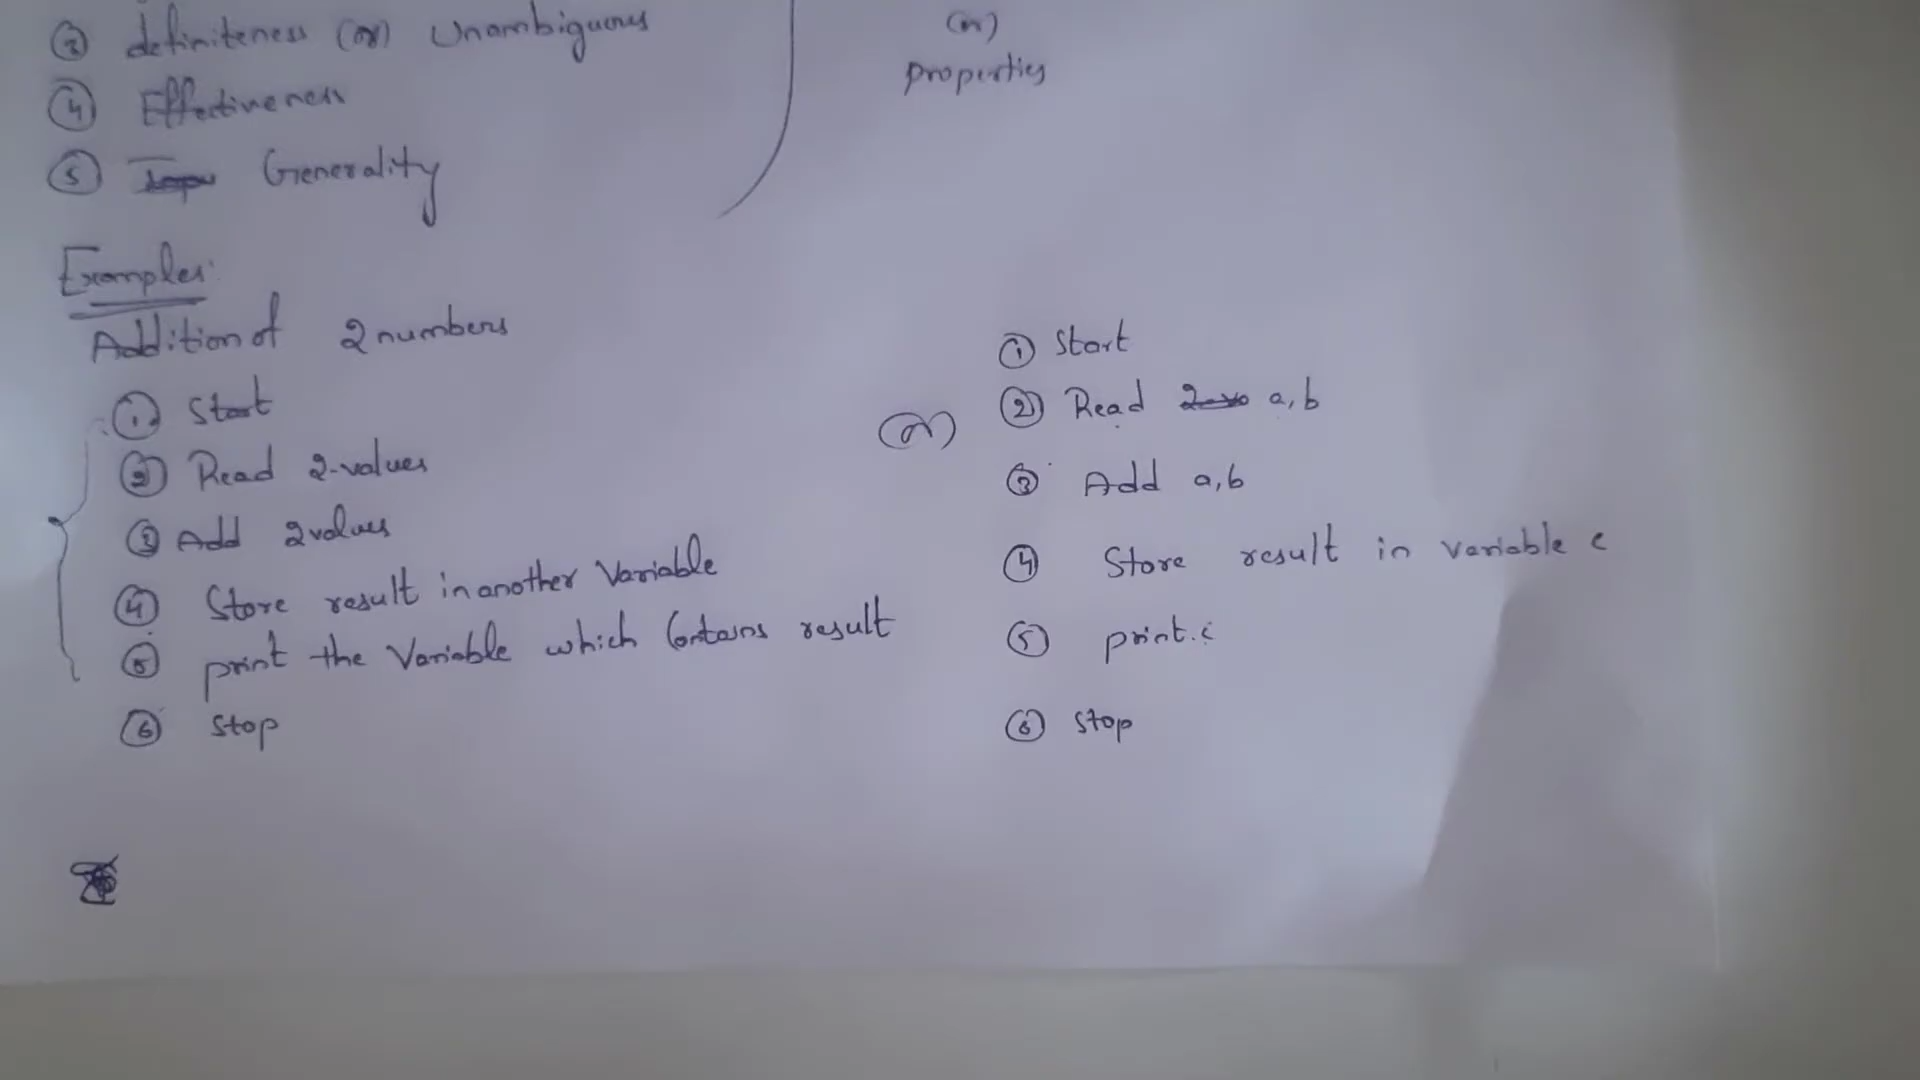 ③ definiteness (or) Unambiguous
④ Effectiveness
⑤ Generality
(or)
properties
Examples:
Addition of 2 numbers
① Start
② Read 2-values
③ Add 2 values
④ Store result in another Variable
⑤ print the Variable which Contains result
⑥ Stop
(or)
① Start
② Read a, b
③ Add a, b
④ Store result in variable c
⑤ print c
⑥ Stop